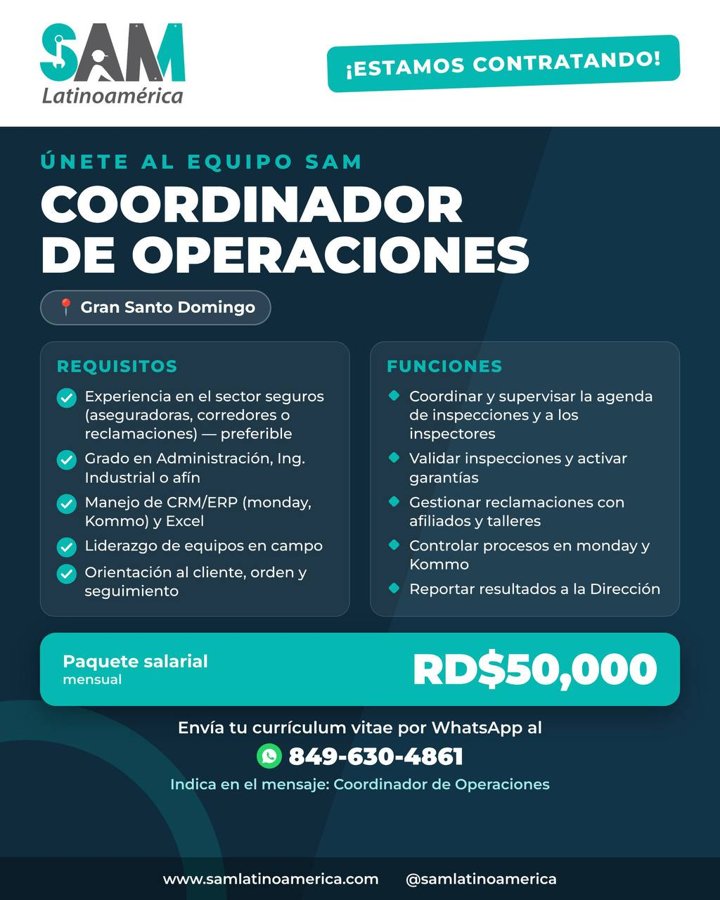 SAM
Latinoamérica
¡ESTAMOS CONTRATANDO!
ÚNETE AL EQUIPO SAM
COORDINADOR
DE OPERACIONES
📍 Gran Santo Domingo
REQUISITOS
Experiencia en el sector seguros
(aseguradoras, corredores o
reclamaciones) — preferible
Grado en Administración, Ing.
Industrial o afín
Manejo de CRM/ERP (monday,
Kommo) y Excel
Liderazgo de equipos en campo
Orientación al cliente, orden y
seguimiento
FUNCIONES
Coordinar y supervisar la agenda
de inspecciones y a los
inspectores
Validar inspecciones y activar
garantías
Gestionar reclamaciones con
afiliados y talleres
Controlar procesos en monday y
Kommo
Reportar resultados a la Dirección
Paquete salarial
mensual
RD$50,000
Envía tu currículum vitae por WhatsApp al
849-630-4861
Indica en el mensaje: Coordinador de Operaciones
www.samlatinoamerica.com @samlatinoamerica